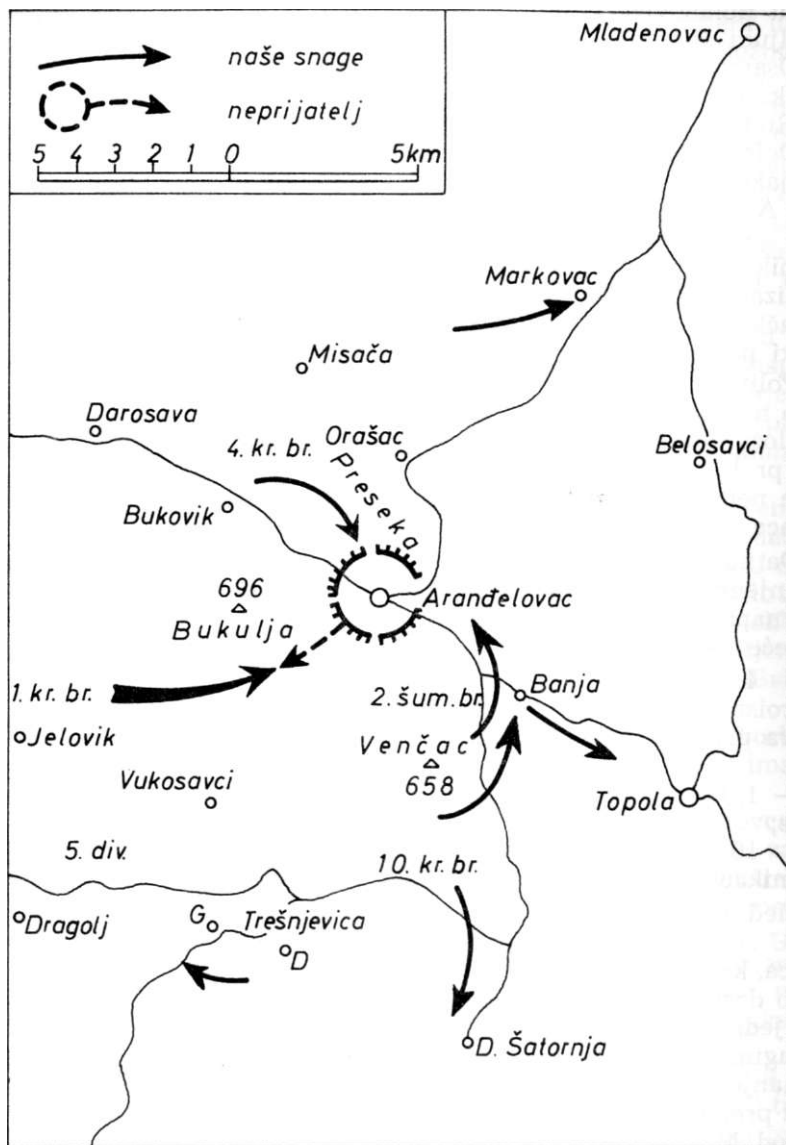 naše snage
neprijatelj
5 4 3 2 1 0 5km
Mladenovac
Markovac
Misača
Darosava
Orašac
4. kr. br.
Preseka
Belosavci
Bukovik
696
Bukulja
Aranđelovac
1. kr. br.
2. šum. br.
Banja
Jelovik
Venčac
658
Vukosavci
Topola
5. div.
10. kr. br.
Dragolj
G
Trešnjevica
D
D. Šatornja